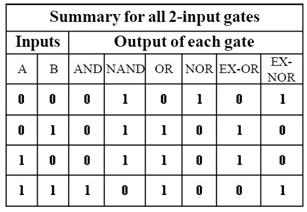 Summary for all 2-input gates
Inputs Output of each gate
A B AND NAND OR NOR EX-OR EX-NOR
0 0 0 1 0 1 0 1
0 1 0 1 1 0 1 0
1 0 0 1 1 0 1 0
1 1 1 0 1 0 0 1